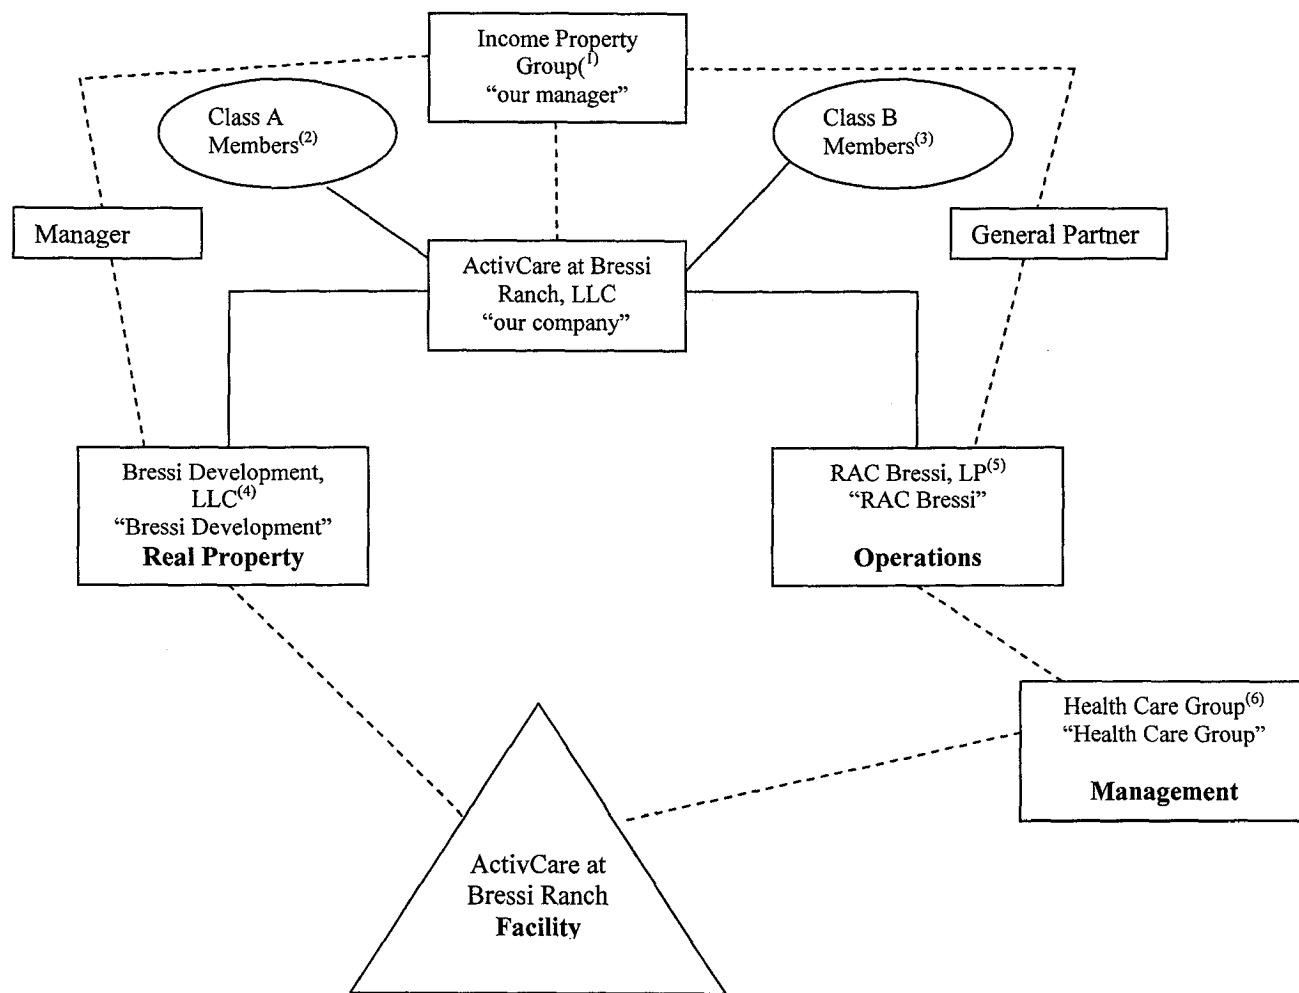 Income Property
Group(1)
“our manager”
Class A
Members(2)
Class B
Members(3)
Manager
General Partner
ActivCare at Bressi
Ranch, LLC
“our company”
Bressi Development,
LLC(4)
“Bressi Development”
Real Property
RAC Bressi, LP(5)
“RAC Bressi”
Operations
Health Care Group(6)
“Health Care Group”
Management
ActivCare at
Bressi Ranch
Facility